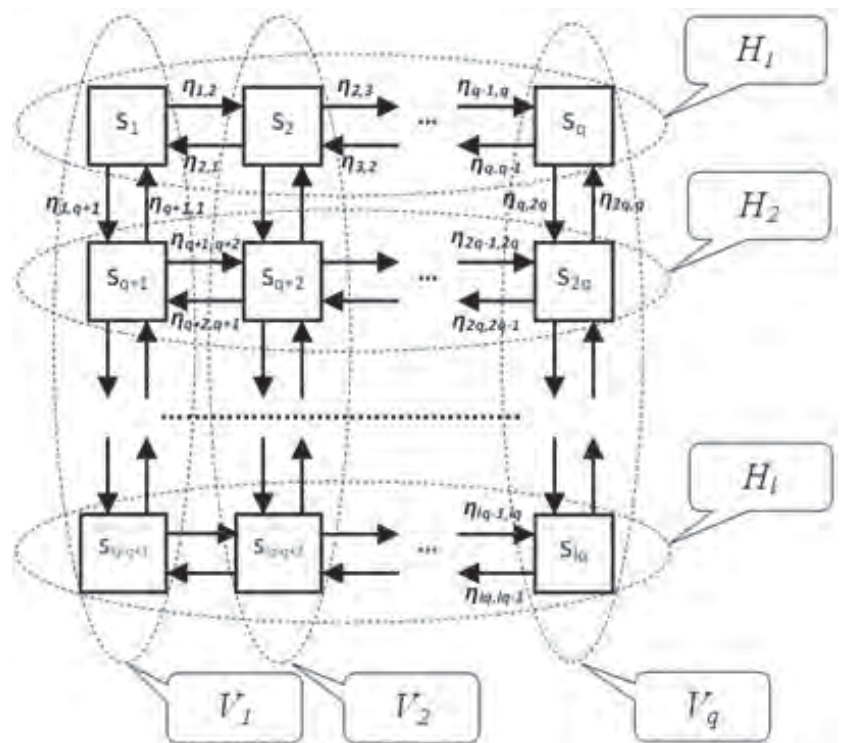 η1,2 η2,3 η q-1,q H1
S1 S2 ... Sq
η2,1 η3,2 η q,q-1
η1,q+1 ηq+1,1 ηq,2q η2q,q
H2
ηq+1,q+2 η2q-1,2q
Sq+1 Sq+2 ... S2q
ηq+2,q+1 η2q,2q-1
Hl
ηlq-1,lq
...
Slq
ηlq,lq-1
V1 V2 Vq